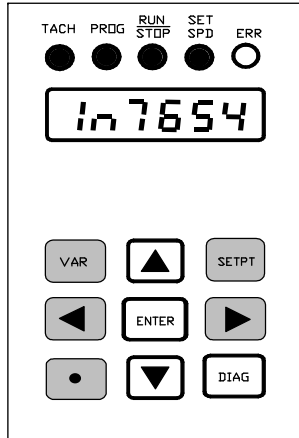 TACH PROG RUN STOP SET SPD ERR
In7654
VAR SETPT
ENTER
DIAG